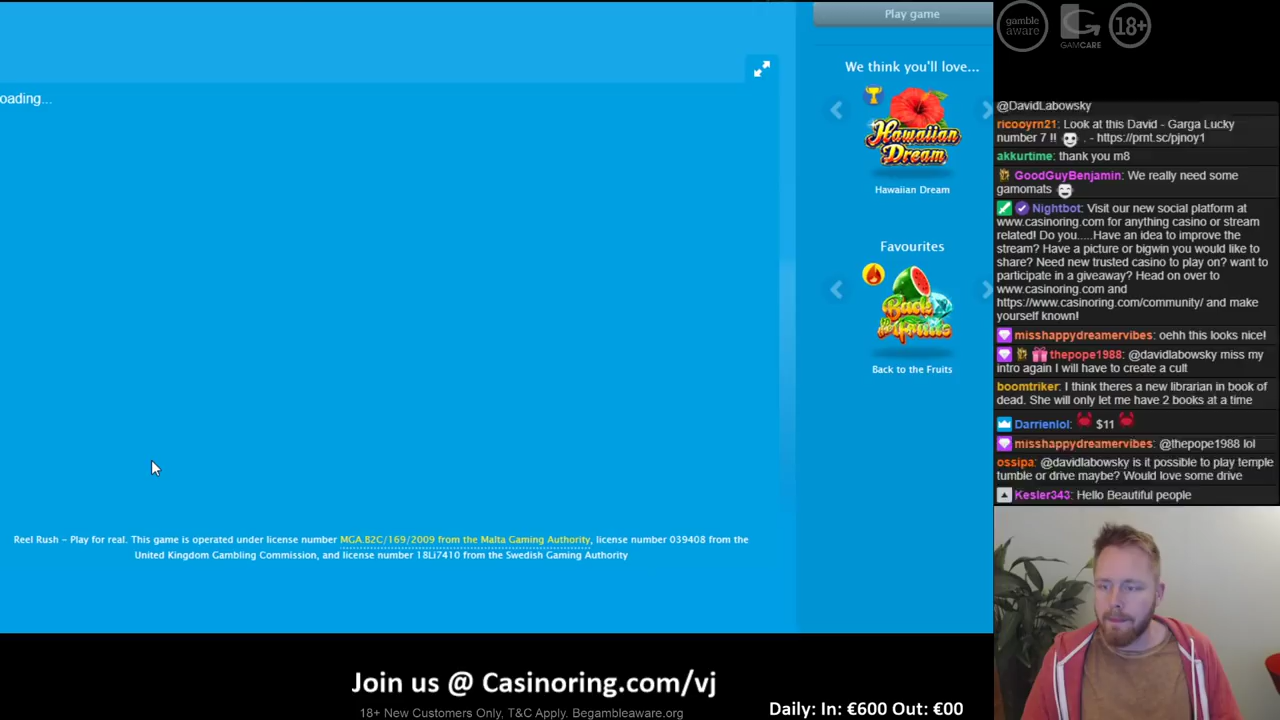 Play game
gamble
aware
GAMCARE
18+
We think you'll love...
oading...
Hawaiian
Dream
Hawaiian Dream
Favourites
Back
to the
Fruits
Back to the Fruits
@DavidLabowsky
ricooyrn21: Look at this David - Garga Lucky
number 7 !! . - https://prnt.sc/pjnoy1
akkurtime: thank you m8
GoodGuyBenjamin: We really need some
gamomats
Nightbot: Visit our new social platform at
www.casinoring.com for anything casino or stream
related! Do you.....Have an idea to improve the
stream? Have a picture or bigwin you would like to
share? Need new trusted casino to play on? want to
participate in a giveaway? Head on over to
www.casinoring.com and
https://www.casinoring.com/community/ and make
yourself known!
misshappydreamervibes: oehh this looks nice!
thepope1988: @davidlabowsky miss my
intro again I will have to create a cult
boomtriker: I think theres a new librarian in book of
dead. She will only let me have 2 books at a time
Darrienlol: $11
misshappydreamervibes: @thepope1988 lol
ossipa: @davidlabowsky is it possible to play temple
tumble or drive maybe? Would love some drive
Kesler343: Hello Beautiful people
Reel Rush – Play for real. This game is operated under license number MGA.B2C/169/2009 from the Malta Gaming Authority, license number 039408 from the
United Kingdom Gambling Commission, and license number 18Li7410 from the Swedish Gaming Authority
Join us @ Casinoring.com/vj
18+ New Customers Only, T&C Apply. Begambleaware.org
Daily: In: €600 Out: €00